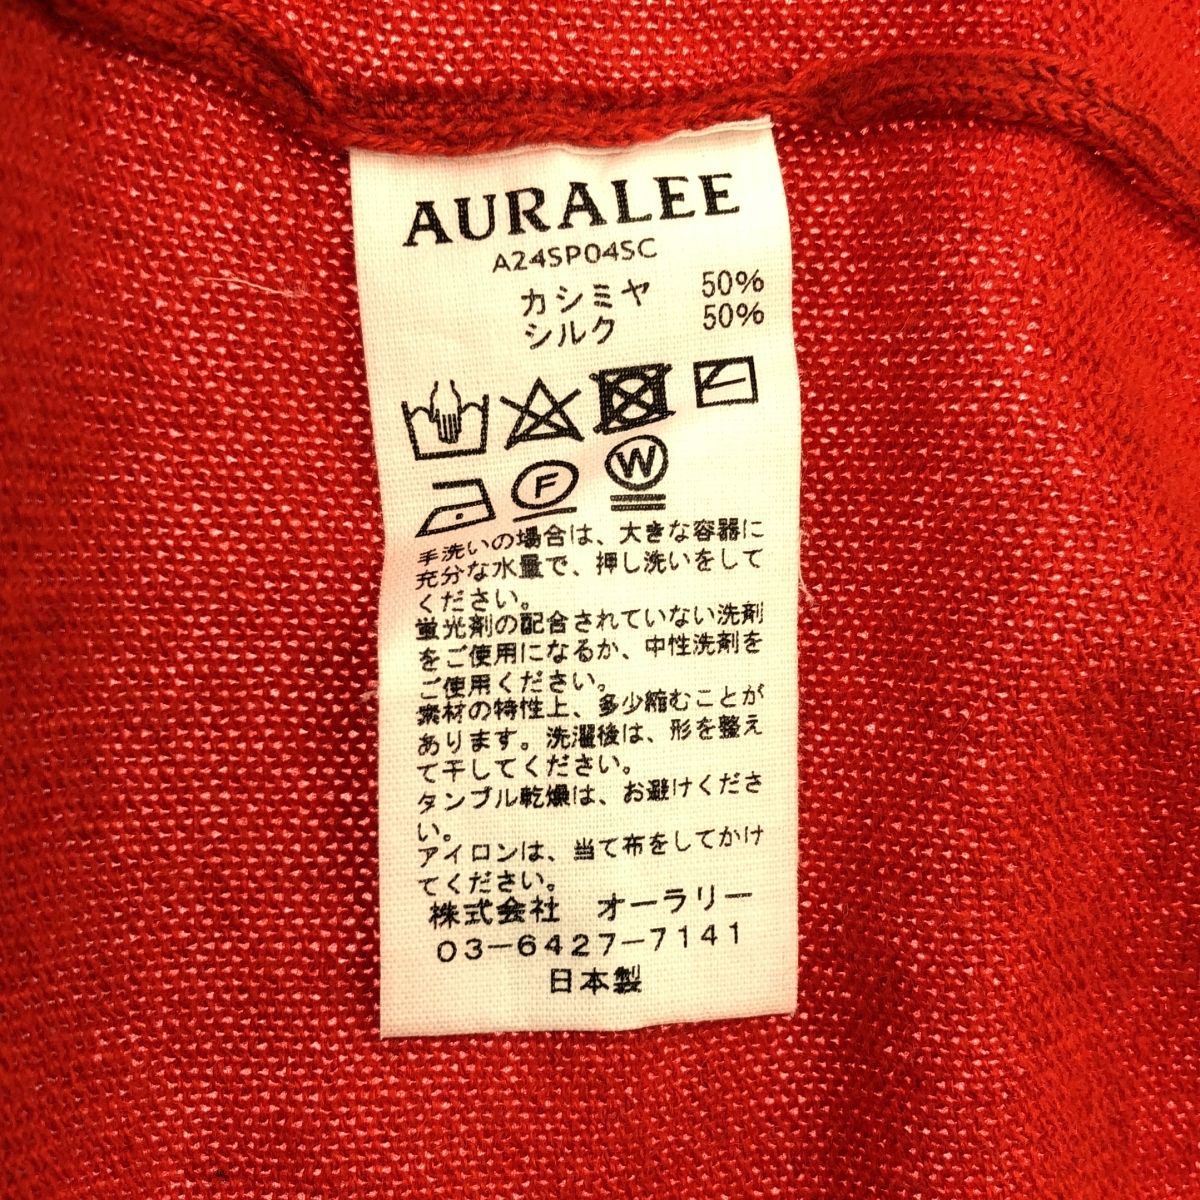 AURALEE
A24SP04SC
カシミヤ 50%
シルク 50%
F W
手洗いの場合は、大きな容器に
充分な水量で、押し洗いをして
ください。
蛍光剤の配合されていない洗剤
をご使用になるか、中性洗剤を
ご使用ください。
素材の特性上、多少縮むことが
あります。洗濯後は、形を整え
て干してください。
タンブル乾燥は、お避けくださ
い。
アイロンは、当て布をしてかけ
てください。
株式会社 オーラリー
03-6427-7141
日本製